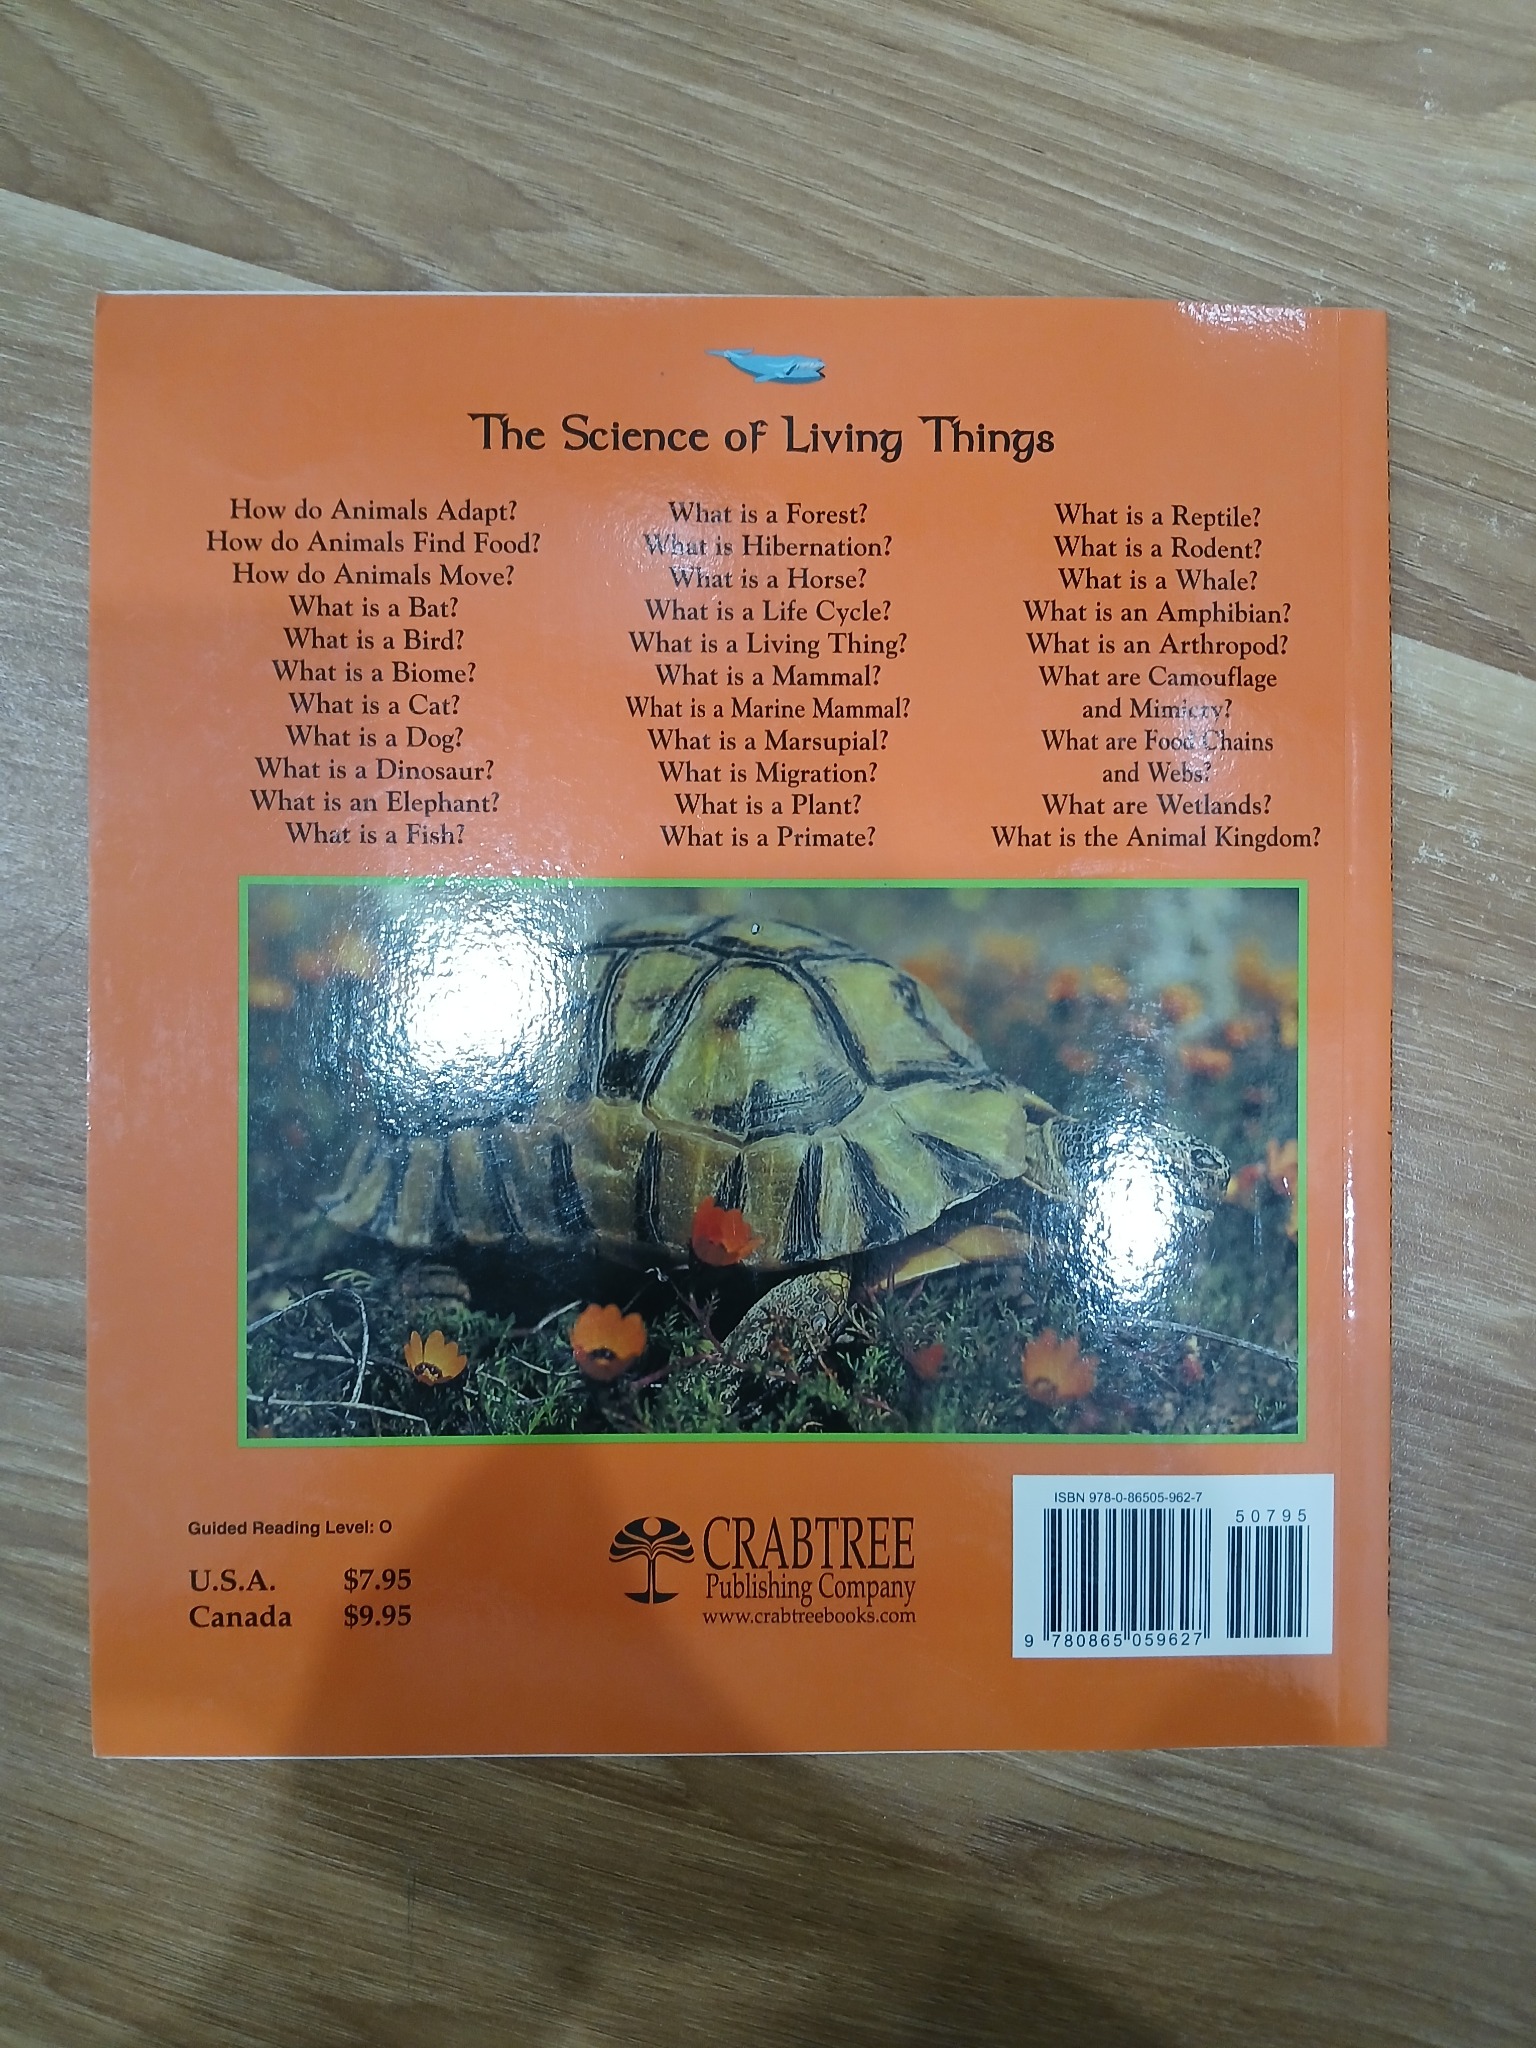 The Science of Living Things
How do Animals Adapt?
How do Animals Find Food?
How do Animals Move?
What is a Bat?
What is a Bird?
What is a Biome?
What is a Cat?
What is a Dog?
What is a Dinosaur?
What is an Elephant?
What is a Fish?
What is a Forest?
What is Hibernation?
What is a Horse?
What is a Life Cycle?
What is a Living Thing?
What is a Mammal?
What is a Marine Mammal?
What is a Marsupial?
What is Migration?
What is a Plant?
What is a Primate?
What is a Reptile?
What is a Rodent?
What is a Whale?
What is an Amphibian?
What is an Arthropod?
What are Camouflage
and Mimicry?
What are Food Chains
and Webs?
What are Wetlands?
What is the Animal Kingdom?
Guided Reading Level: O
U.S.A. $7.95
Canada $9.95
CRABTREE
Publishing Company
www.crabtreebooks.com
ISBN 978-0-86505-962-7
50795
9 780865 059627